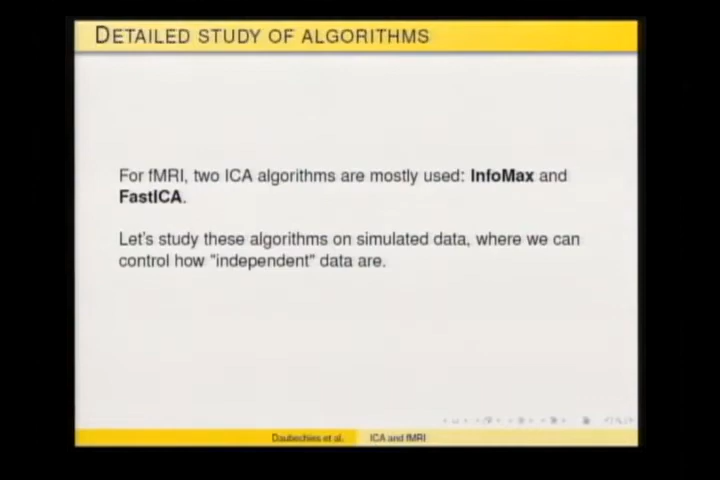 DETAILED STUDY OF ALGORITHMS
For fMRI, two ICA algorithms are mostly used: InfoMax and
FastICA.
Let's study these algorithms on simulated data, where we can
control how "independent" data are.
Daubechies et al. ICA and fMRI